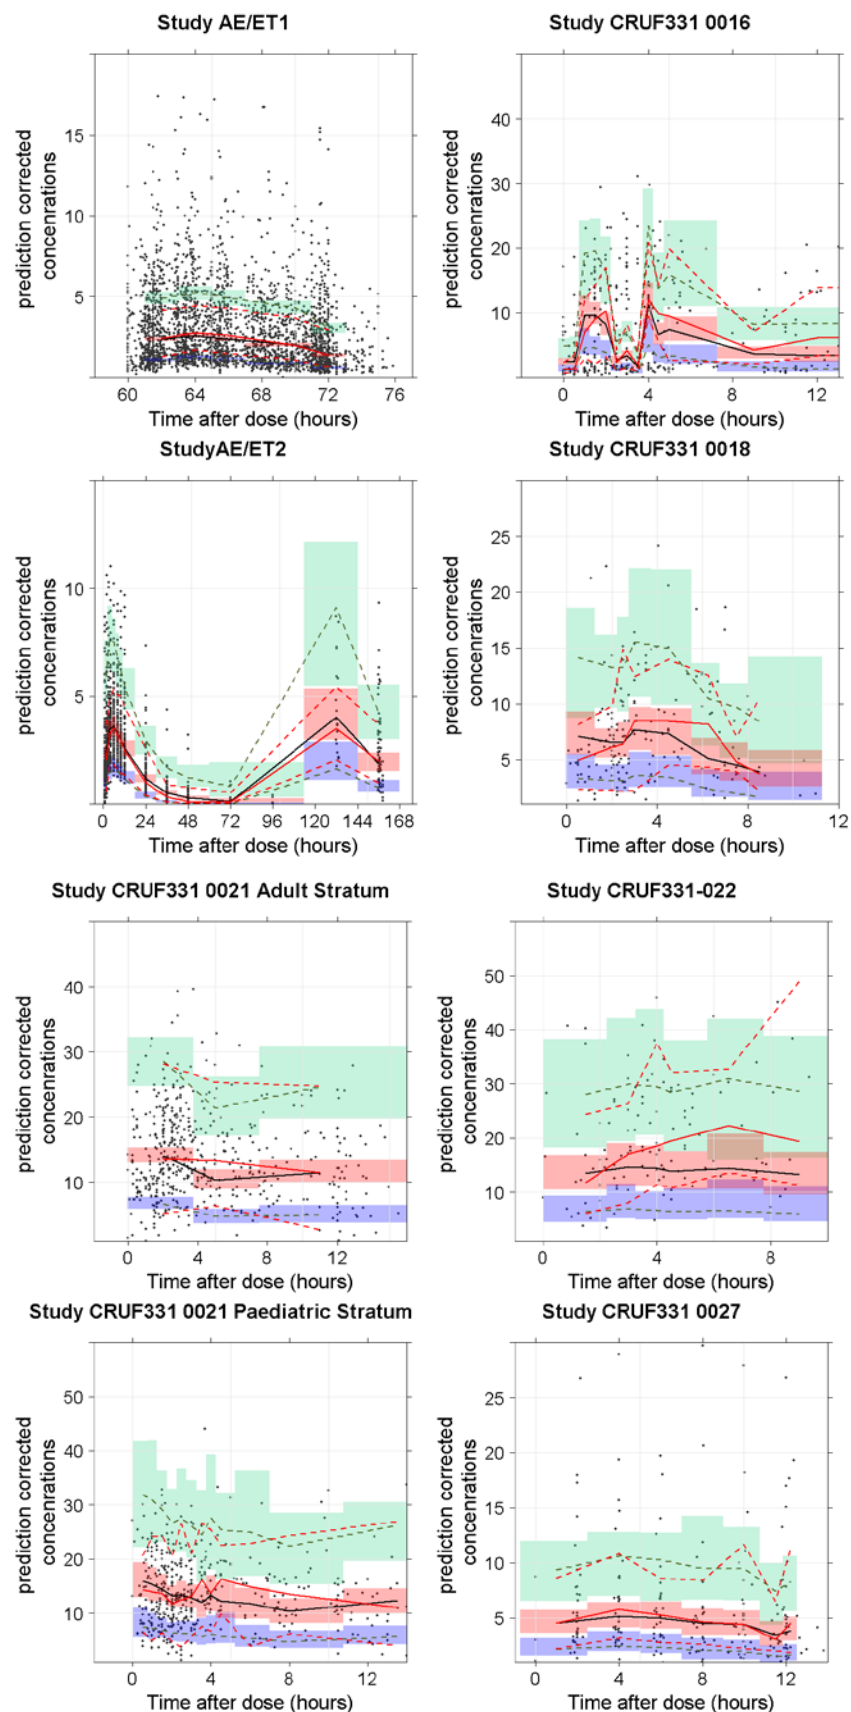 Study AE/ET1
prediction corrected
concenrations
15
10
5
60 64 68 72 76
Time after dose (hours)
Study CRUF331 0016
prediction corrected
concenrations
40
30
20
10
0 4 8 12
Time after dose (hours)
StudyAE/ET2
prediction corrected
concenrations
10
5
0 24 48 72 96 120 144 168
Time after dose (hours)
Study CRUF331 0018
prediction corrected
concenrations
25
20
15
10
5
0 4 8 12
Time after dose (hours)
Study CRUF331 0021 Adult Stratum
prediction corrected
concenrations
40
30
20
10
0 4 8 12
Time after dose (hours)
Study CRUF331-022
prediction corrected
concenrations
50
40
30
20
10
0 4 8
Time after dose (hours)
Study CRUF331 0021 Paediatric Stratum
prediction corrected
concenrations
50
40
30
20
10
0 4 8 12
Time after dose (hours)
Study CRUF331 0027
prediction corrected
concenrations
25
20
15
10
5
0 4 8 12
Time after dose (hours)